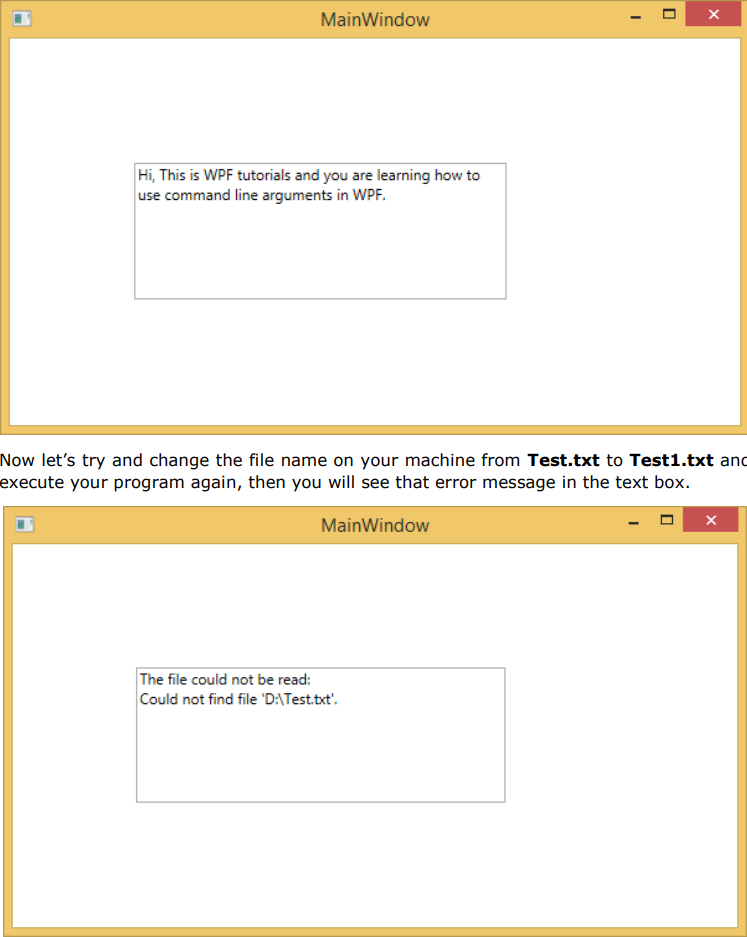 MainWindow
Hi, This is WPF tutorials and you are learning how to
use command line arguments in WPF.
Now let’s try and change the file name on your machine from Test.txt to Test1.txt and
execute your program again, then you will see that error message in the text box.
MainWindow
The file could not be read:
Could not find file 'D:\Test.txt'.